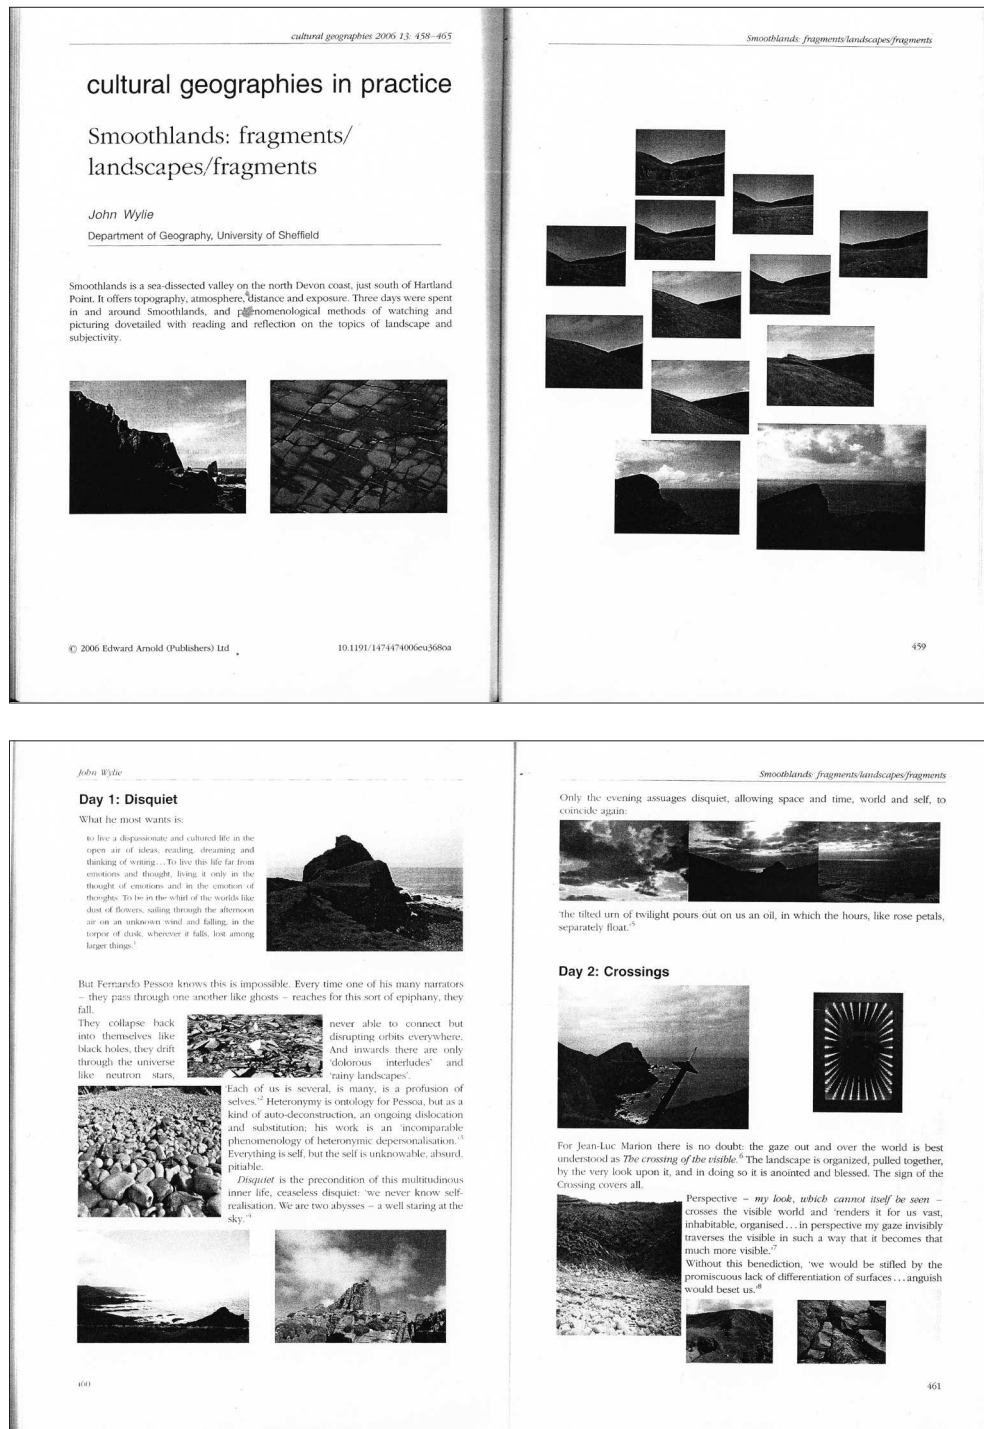 cultural geographies 2006 13: 458–465
cultural geographies in practice
Smoothlands: fragments/
landscapes/fragments
John Wylie
Department of Geography, University of Sheffield
Smoothlands is a sea-dissected valley on the north Devon coast, just south of Hartland
Point. It offers topography, atmosphere, distance and exposure. Three days were spent
in and around Smoothlands, and phenomenological methods of watching and
picturing dovetailed with reading and reflection on the topics of landscape and
subjectivity.
© 2006 Edward Arnold (Publishers) Ltd
10.1191/1474474006eu368oa
Smoothlands: fragments/landscapes/fragments
459
John Wylie
Day 1: Disquiet
What he most wants is:
to live a dispassionate and cultured life in the
open air of ideas, reading, dreaming and
thinking of writing...To live this life far from
emotions and thought, living it only in the
thought of emotions and in the emotion of
thoughts. To be in the whirl of the worlds like
dust of flowers, sailing through the afternoon
air on an unknown wind and falling, in the
torpor of dusk, wherever it falls, lost among
larger things.1
But Fernando Pessoa knows this is impossible. Every time one of his many narrators
– they pass through one another like ghosts – reaches for this sort of epiphany, they
fall.
They collapse back
into themselves like
black holes, they drift
through the universe
like neutron stars,
never able to connect but
disrupting orbits everywhere.
And inwards there are only
'dolorous interludes' and
'rainy landscapes'.
'Each of us is several, is many, is a profusion of
selves.'2 Heteronymy is ontology for Pessoa, but as a
kind of auto-deconstruction, an ongoing dislocation
and substitution; his work is an 'incomparable
phenomenology of heteronymic depersonalisation.'3
Everything is self, but the self is unknowable, absurd,
pitiable.
Disquiet is the precondition of this multitudinous
inner life, ceaseless disquiet: 'we never know self-
realisation. We are two abysses – a well staring at the
sky.'4
460
Smoothlands: fragments/landscapes/fragments
Only the evening assuages disquiet, allowing space and time, world and self, to
coincide again:
'the tilted urn of twilight pours out on us an oil, in which the hours, like rose petals,
separately float.'5
Day 2: Crossings
For Jean-Luc Marion there is no doubt: the gaze out and over the world is best
understood as The crossing of the visible.6 The landscape is organized, pulled together,
by the very look upon it, and in doing so it is anointed and blessed. The sign of the
Crossing covers all.
Perspective – my look, which cannot itself be seen –
crosses the visible world and 'renders it for us vast,
inhabitable, organised...in perspective my gaze invisibly
traverses the visible in such a way that it becomes that
much more visible.'7
Without this benediction, 'we would be stifled by the
promiscuous lack of differentiation of surfaces...anguish
would beset us.'8
461